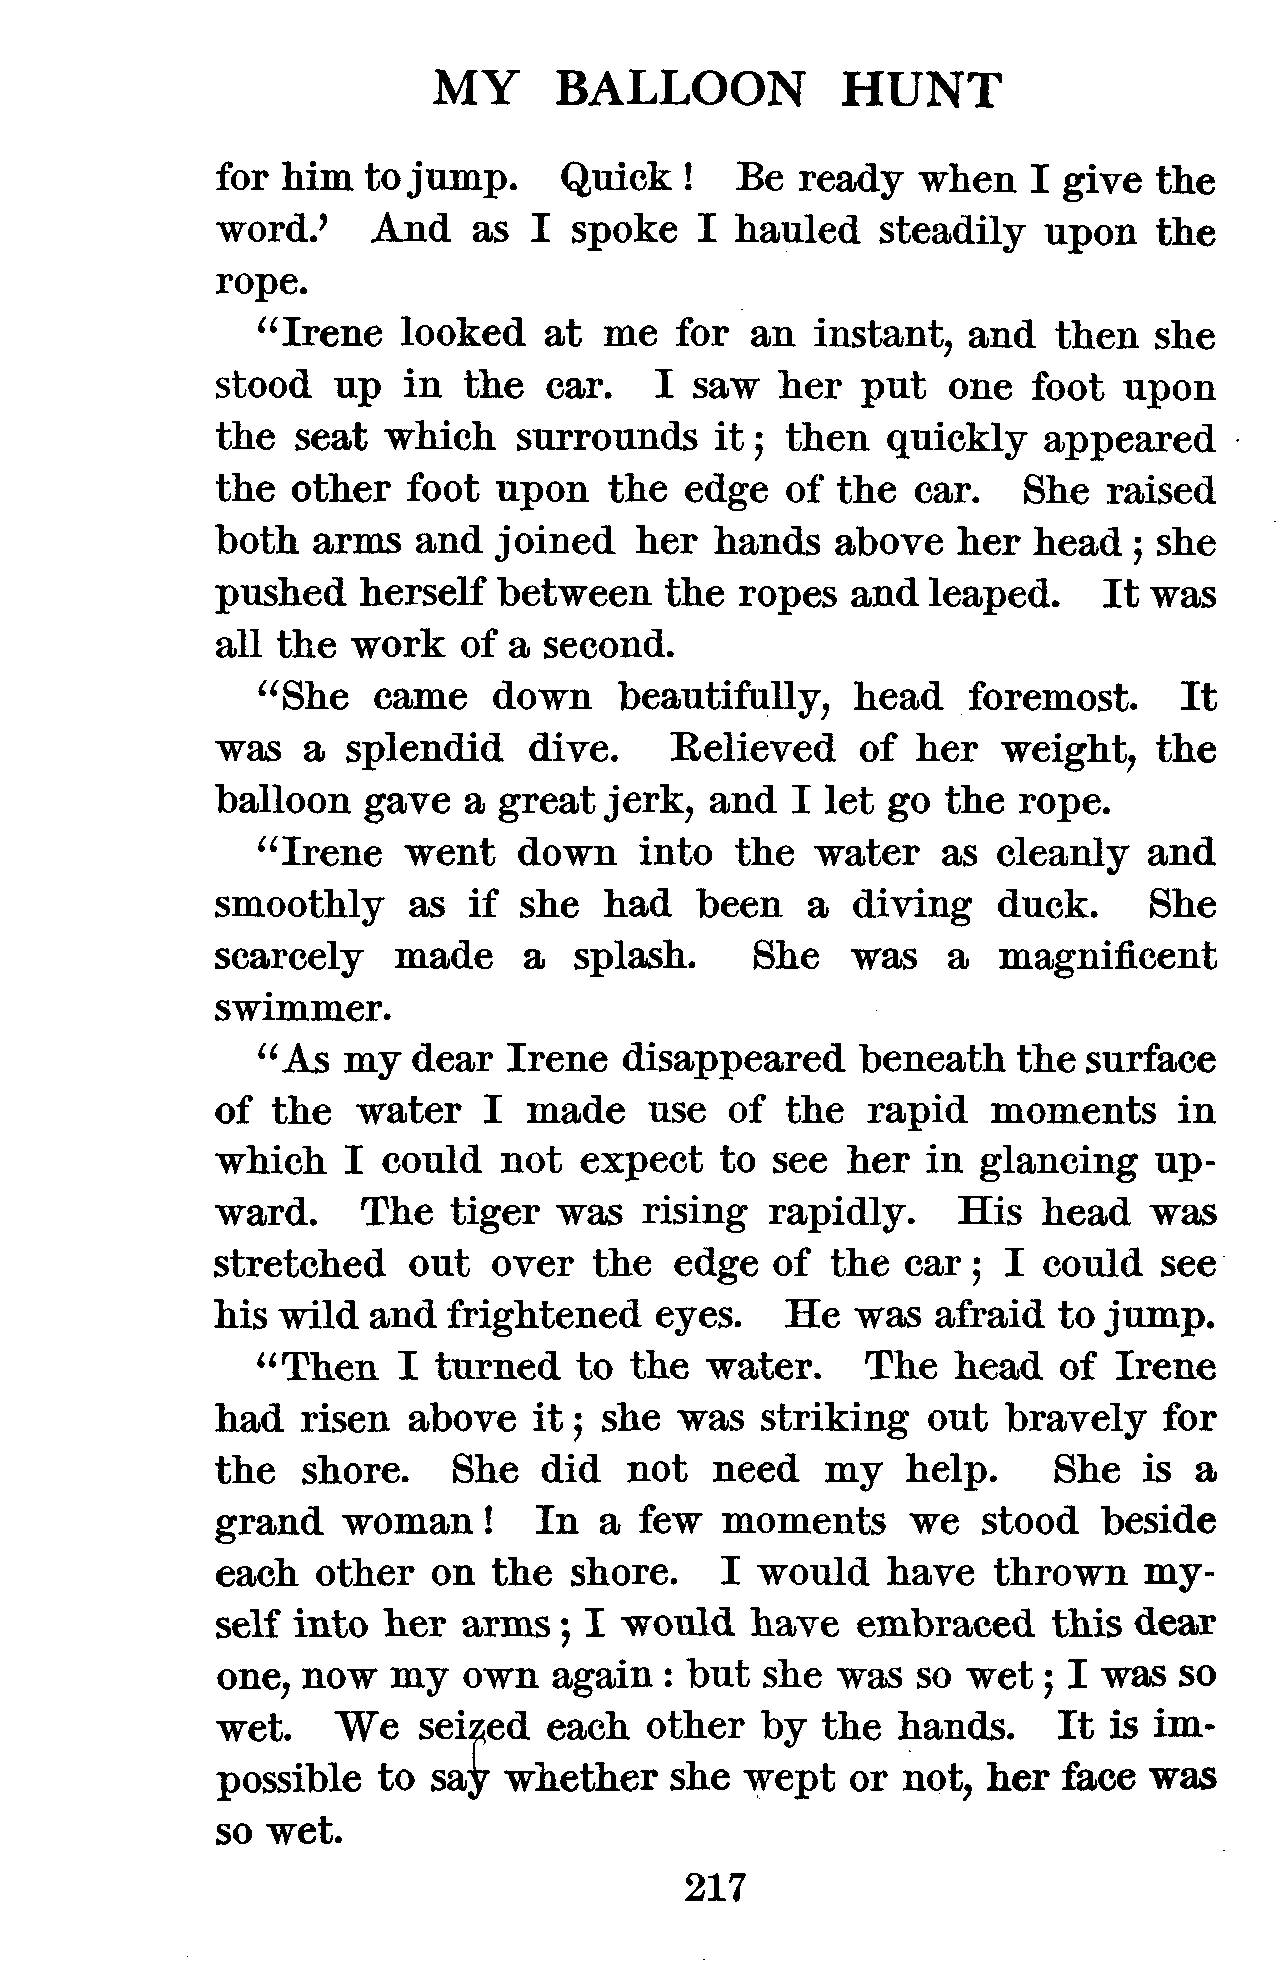 MY BALLOON HUNT
for him to jump. Quick! Be ready when I give the
word.' And as I spoke I hauled steadily upon the
rope.
"Irene looked at me for an instant, and then she
stood up in the car. I saw her put one foot upon
the seat which surrounds it; then quickly appeared
the other foot upon the edge of the car. She raised
both arms and joined her hands above her head; she
pushed herself between the ropes and leaped. It was
all the work of a second.
"She came down beautifully, head foremost. It
was a splendid dive. Relieved of her weight, the
balloon gave a great jerk, and I let go the rope.
"Irene went down into the water as cleanly and
smoothly as if she had been a diving duck. She
scarcely made a splash. She was a magnificent
swimmer.
"As my dear Irene disappeared beneath the surface
of the water I made use of the rapid moments in
which I could not expect to see her in glancing up-
ward. The tiger was rising rapidly. His head was
stretched out over the edge of the car; I could see
his wild and frightened eyes. He was afraid to jump.
"Then I turned to the water. The head of Irene
had risen above it; she was striking out bravely for
the shore. She did not need my help. She is a
grand woman! In a few moments we stood beside
each other on the shore. I would have thrown my-
self into her arms; I would have embraced this dear
one, now my own again: but she was so wet; I was so
wet. We seized each other by the hands. It is im-
possible to say whether she wept or not, her face was
so wet.
217